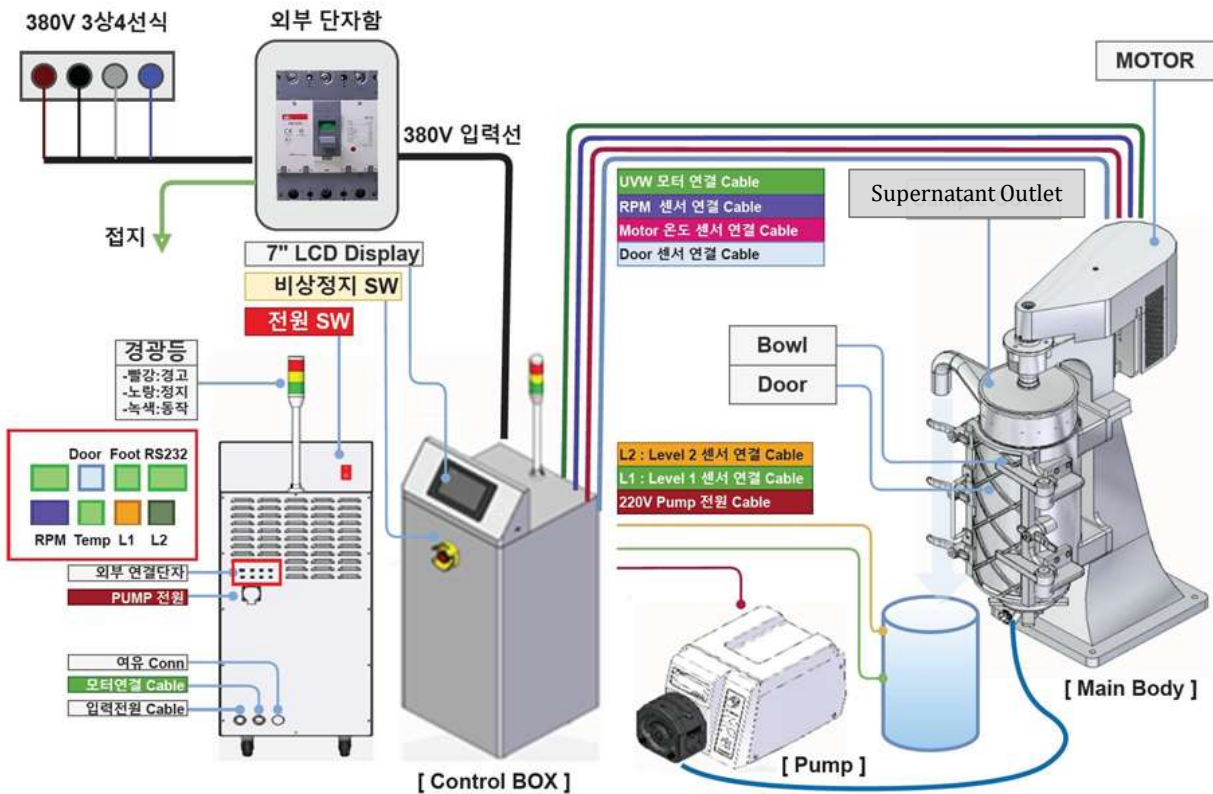 380V 3상4선식
외부 단자함
MOTOR
380V 입력선
UVW 모터 연결 Cable
RPM 센서 연결 Cable
Motor 온도 센서 연결 Cable
Door 센서 연결 Cable
Supernatant Outlet
접지
7" LCD Display
비상정지 SW
전원 SW
경광등
-빨강:경고
-노랑:정지
-녹색:동작
Bowl
Door
Door Foot RS232
RPM Temp L1 L2
L2 : Level 2 센서 연결 Cable
L1 : Level 1 센서 연결 Cable
220V Pump 전원 Cable
외부 연결단자
PUMP 전원
여유 Conn
모터연결 Cable
입력전원 Cable
[ Main Body ]
[ Pump ]
[ Control BOX ]